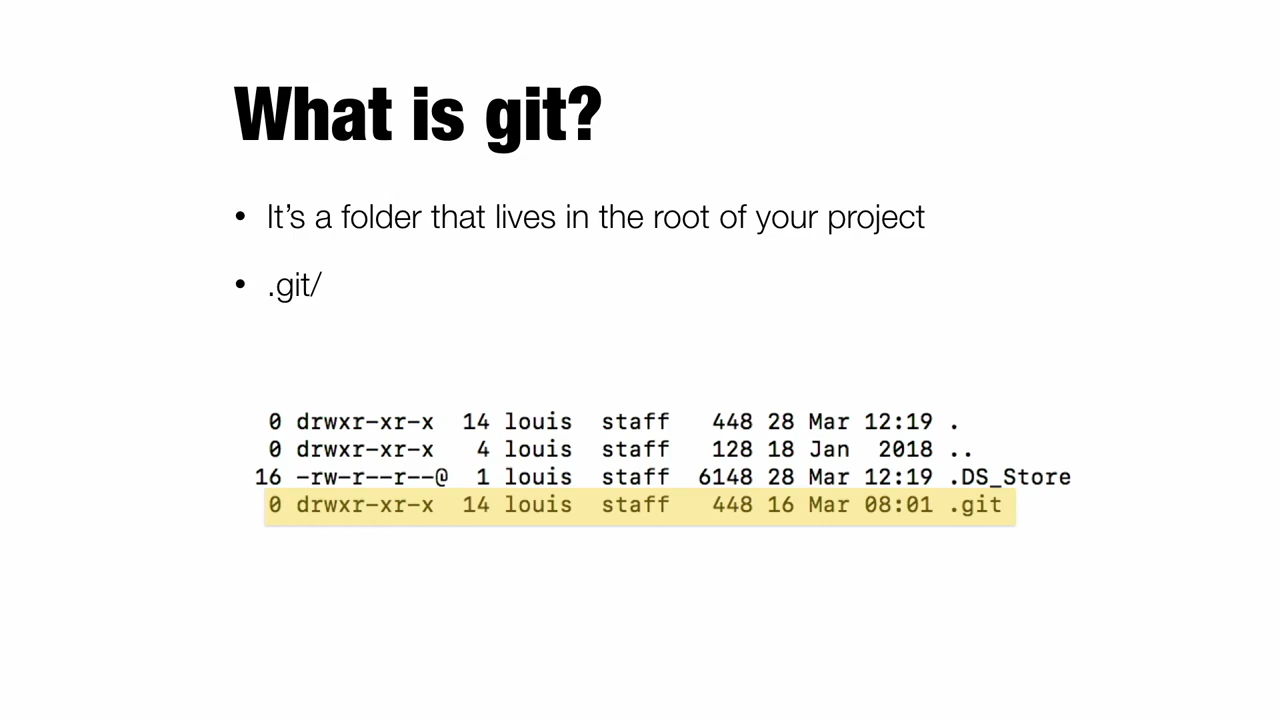 What is git?
• It’s a folder that lives in the root of your project
• .git/
0 drwxr-xr-x 14 louis staff 448 28 Mar 12:19 .
0 drwxr-xr-x 4 louis staff 128 18 Jan 2018 ..
16 -rw-r--r--@ 1 louis staff 6148 28 Mar 12:19 .DS_Store
0 drwxr-xr-x 14 louis staff 448 16 Mar 08:01 .git